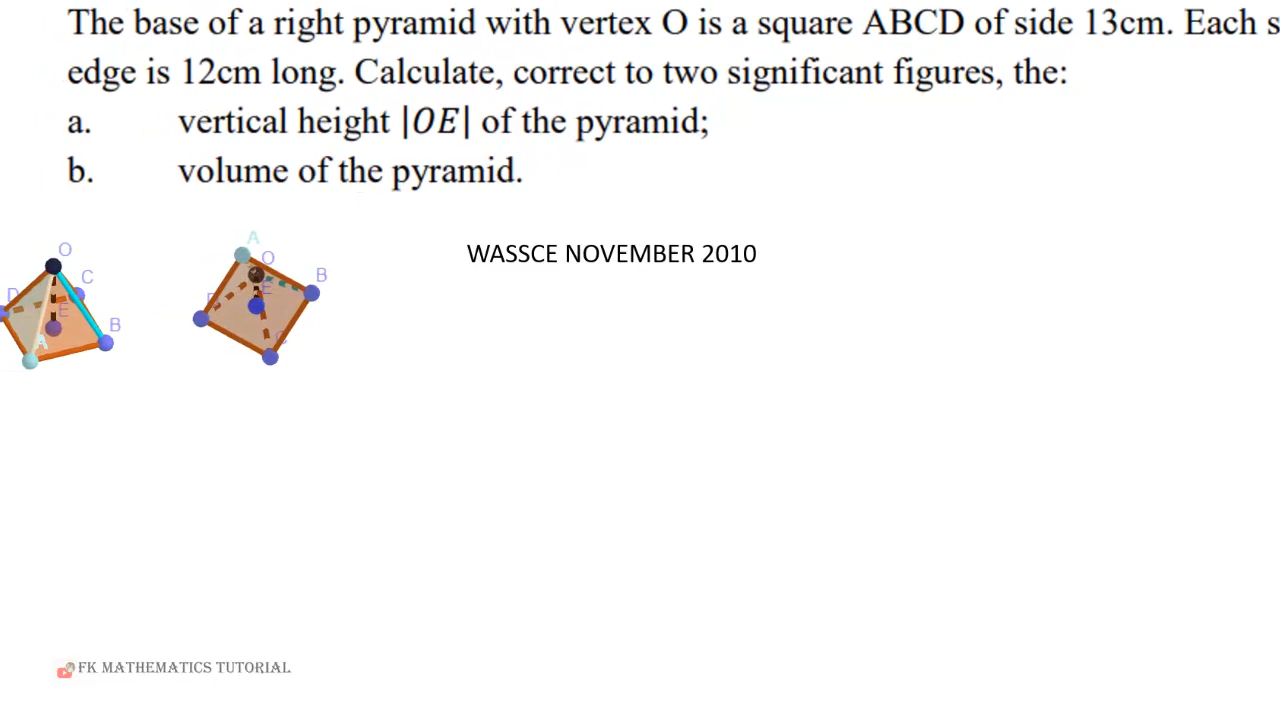 The base of a right pyramid with vertex O is a square ABCD of side 13cm. Each s
edge is 12cm long. Calculate, correct to two significant figures, the:
a. vertical height |OE| of the pyramid;
b. volume of the pyramid.
WASSCE NOVEMBER 2010
O
C
D
E
B
A
A
O
B
E
FK MATHEMATICS TUTORIAL